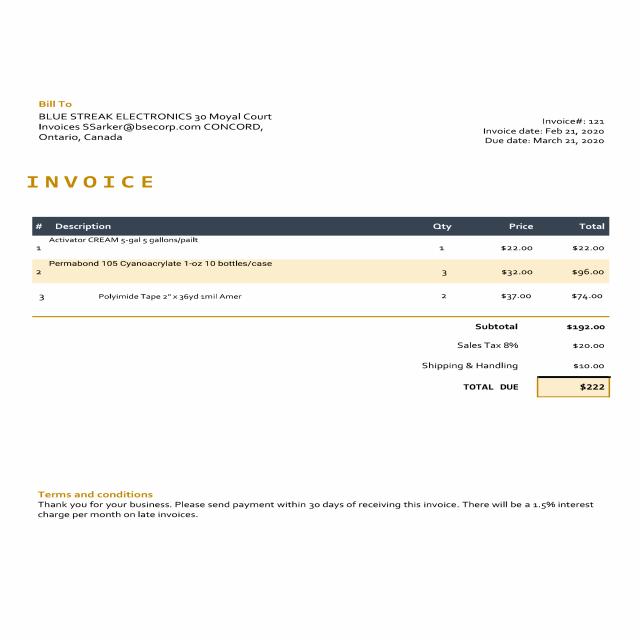 Bill To
BLUE STREAK ELECTRONICS 30 Moyal Court
Invoices SSarker@bsecorp.com CONCORD,
Ontario, Canada
Invoice#: 121
Invoice date: Feb 21, 2020
Due date: March 21, 2020
INVOICE
# Description Qty Price Total
1 Activator CREAM 5-gal 5 gallons/pailt 1 $22.00 $22.00
2 Permabond 105 Cyanoacrylate 1-oz 10 bottles/case 3 $32.00 $96.00
3 Polyimide Tape 2" x 36yd 1mil Amer 2 $37.00 $74.00
Subtotal $192.00
Sales Tax 8% $20.00
Shipping & Handling $10.00
TOTAL DUE $222
Terms and conditions
Thank you for your business. Please send payment within 30 days of receiving this invoice. There will be a 1.5% interest
charge per month on late invoices.